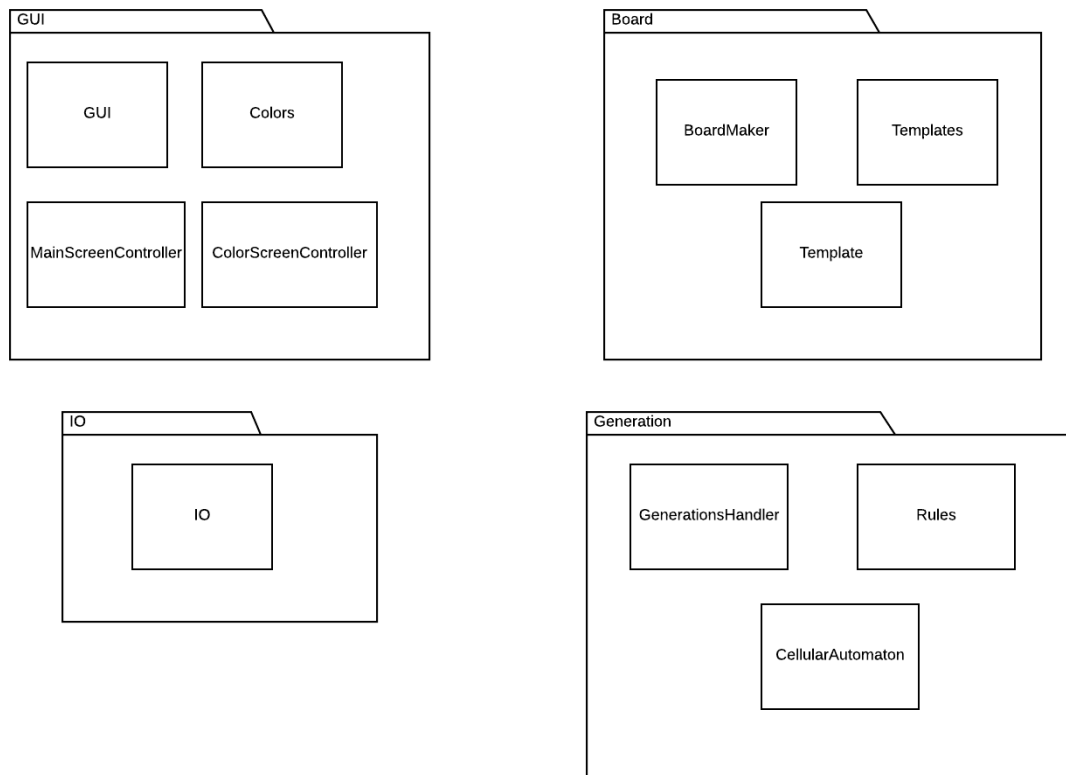 GUI
GUI
Colors
MainScreenController
ColorScreenController
Board
BoardMaker
Templates
Template
IO
IO
Generation
GenerationsHandler
Rules
CellularAutomaton